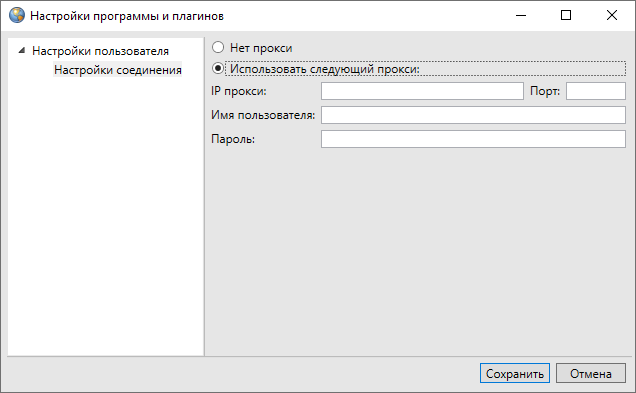 Настройки программы и плагинов
Настройки пользователя
Настройки соединения
Нет прокси
Использовать следующий прокси:
IP прокси:
Порт:
Имя пользователя:
Пароль:
Сохранить
Отмена